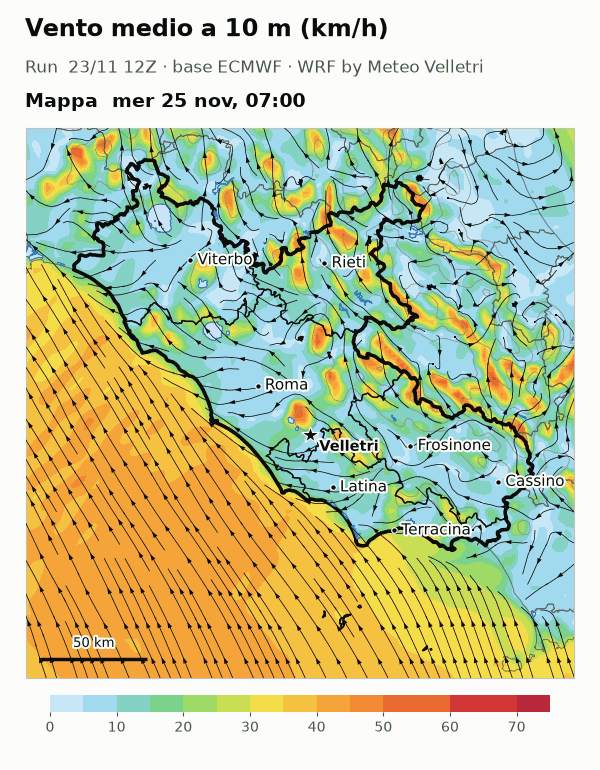 Vento medio a 10 m (km/h)
Run  23/11 12Z · base ECMWF · WRF by Meteo Velletri
Mappa  mer 25 nov, 07:00
Viterbo
Rieti
Roma
Velletri
Frosinone
Latina
Cassino
Terracina
50 km
0 10 20 30 40 50 60 70